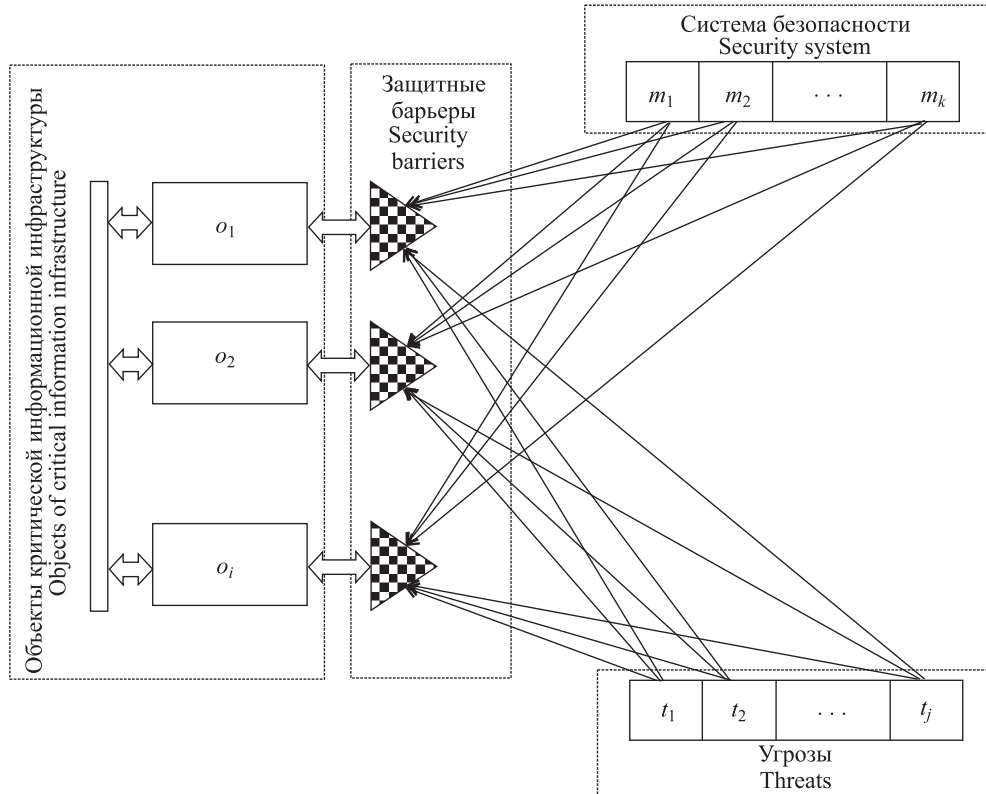 Система безопасности
Security system
m1 m2 . . . mk
Защитные
барьеры
Security
barriers
Объекты критической информационной инфраструктуры
Objects of critical information infrastructure
o1
o2
oi
t1 t2 . . . tj
Угрозы
Threats